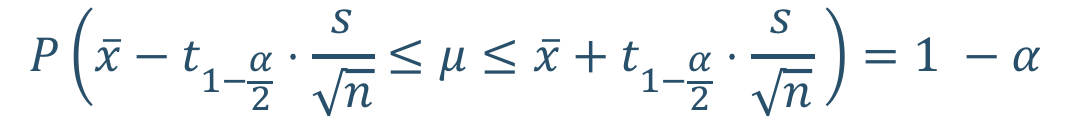 P(x̄ − t_{1−α/2} · s/√n ≤ μ ≤ x̄ + t_{1−α/2} · s/√n) = 1 − α